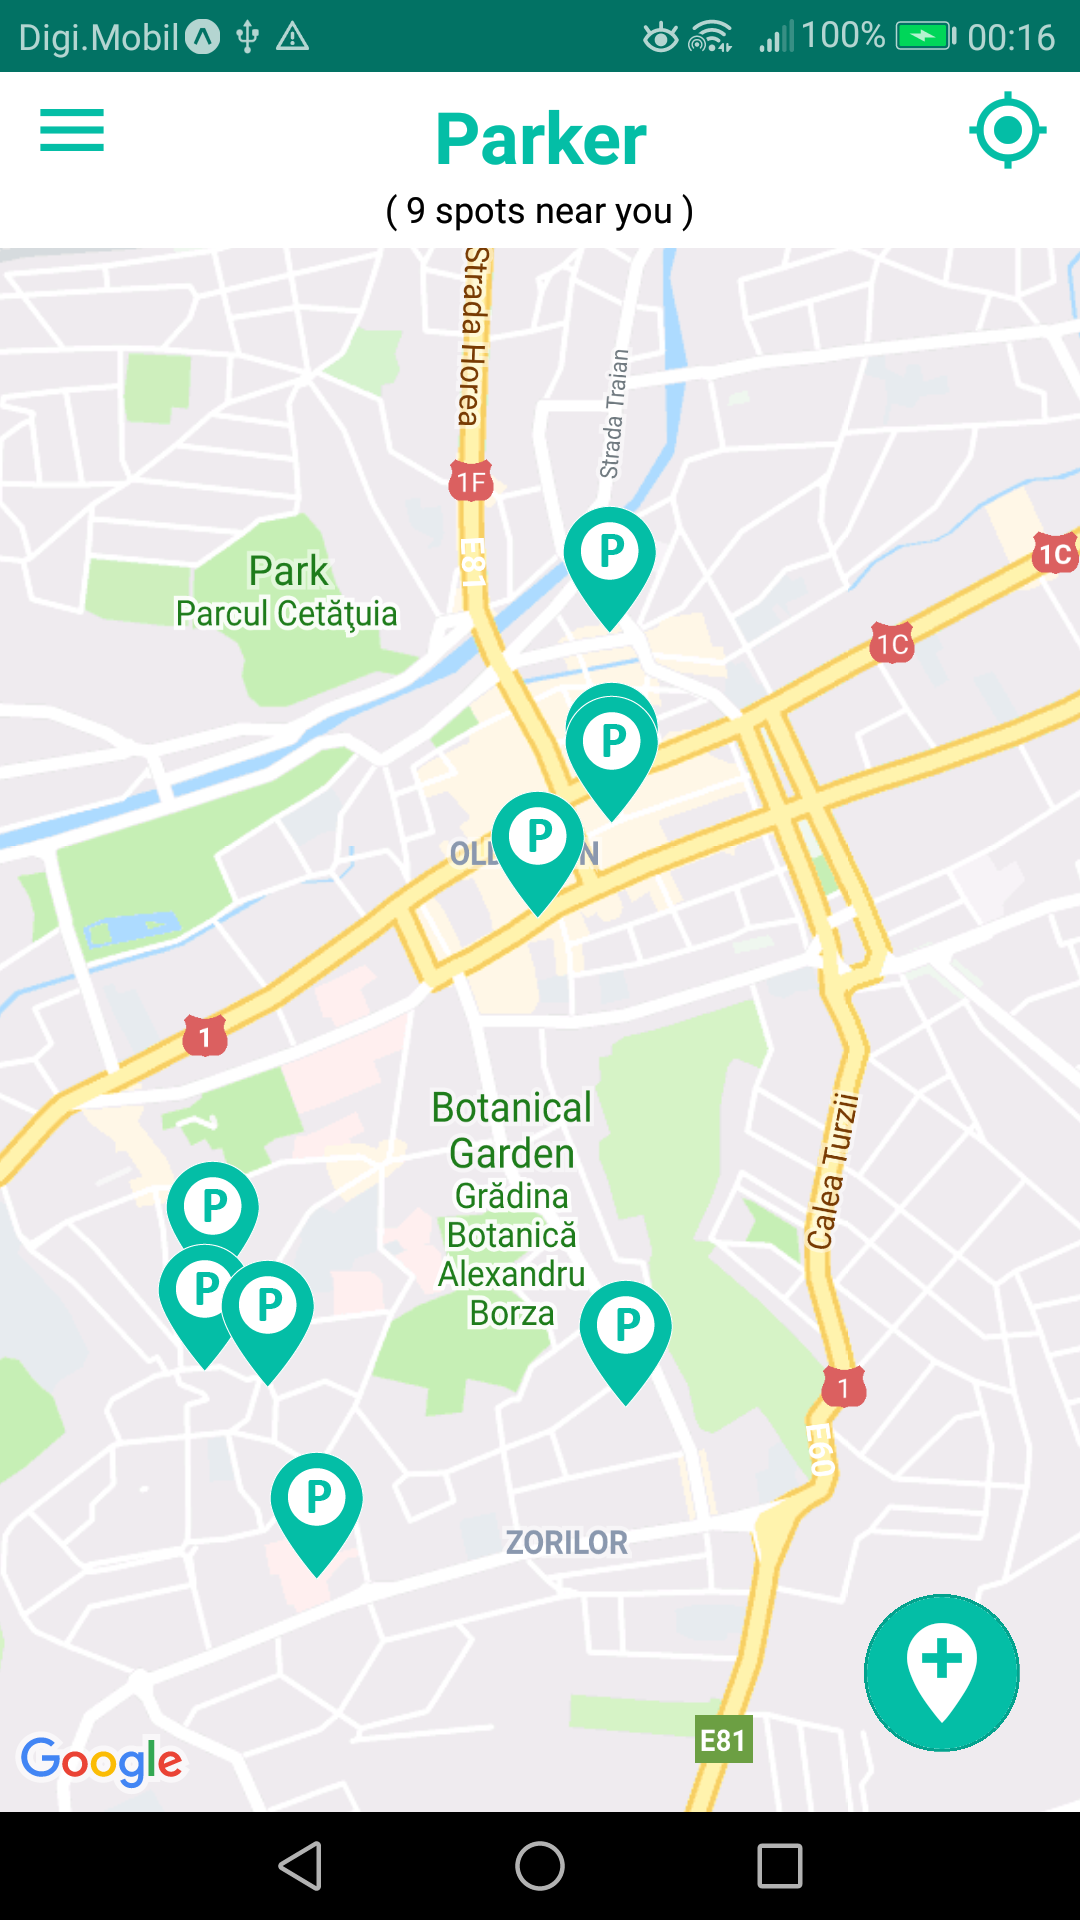 Digi.Mobil 100% 00:16
Parker
( 9 spots near you )
Strada Horea
Strada Traian
1F
E81
P
1C
1C
Park
Parcul Cetăţuia
P
P
1
Botanical
Garden
Grădina
Botanică
Alexandru
Borza
Calea Turzii
P
P
P
P
1
E60
P
ZORILOR
E81
Google